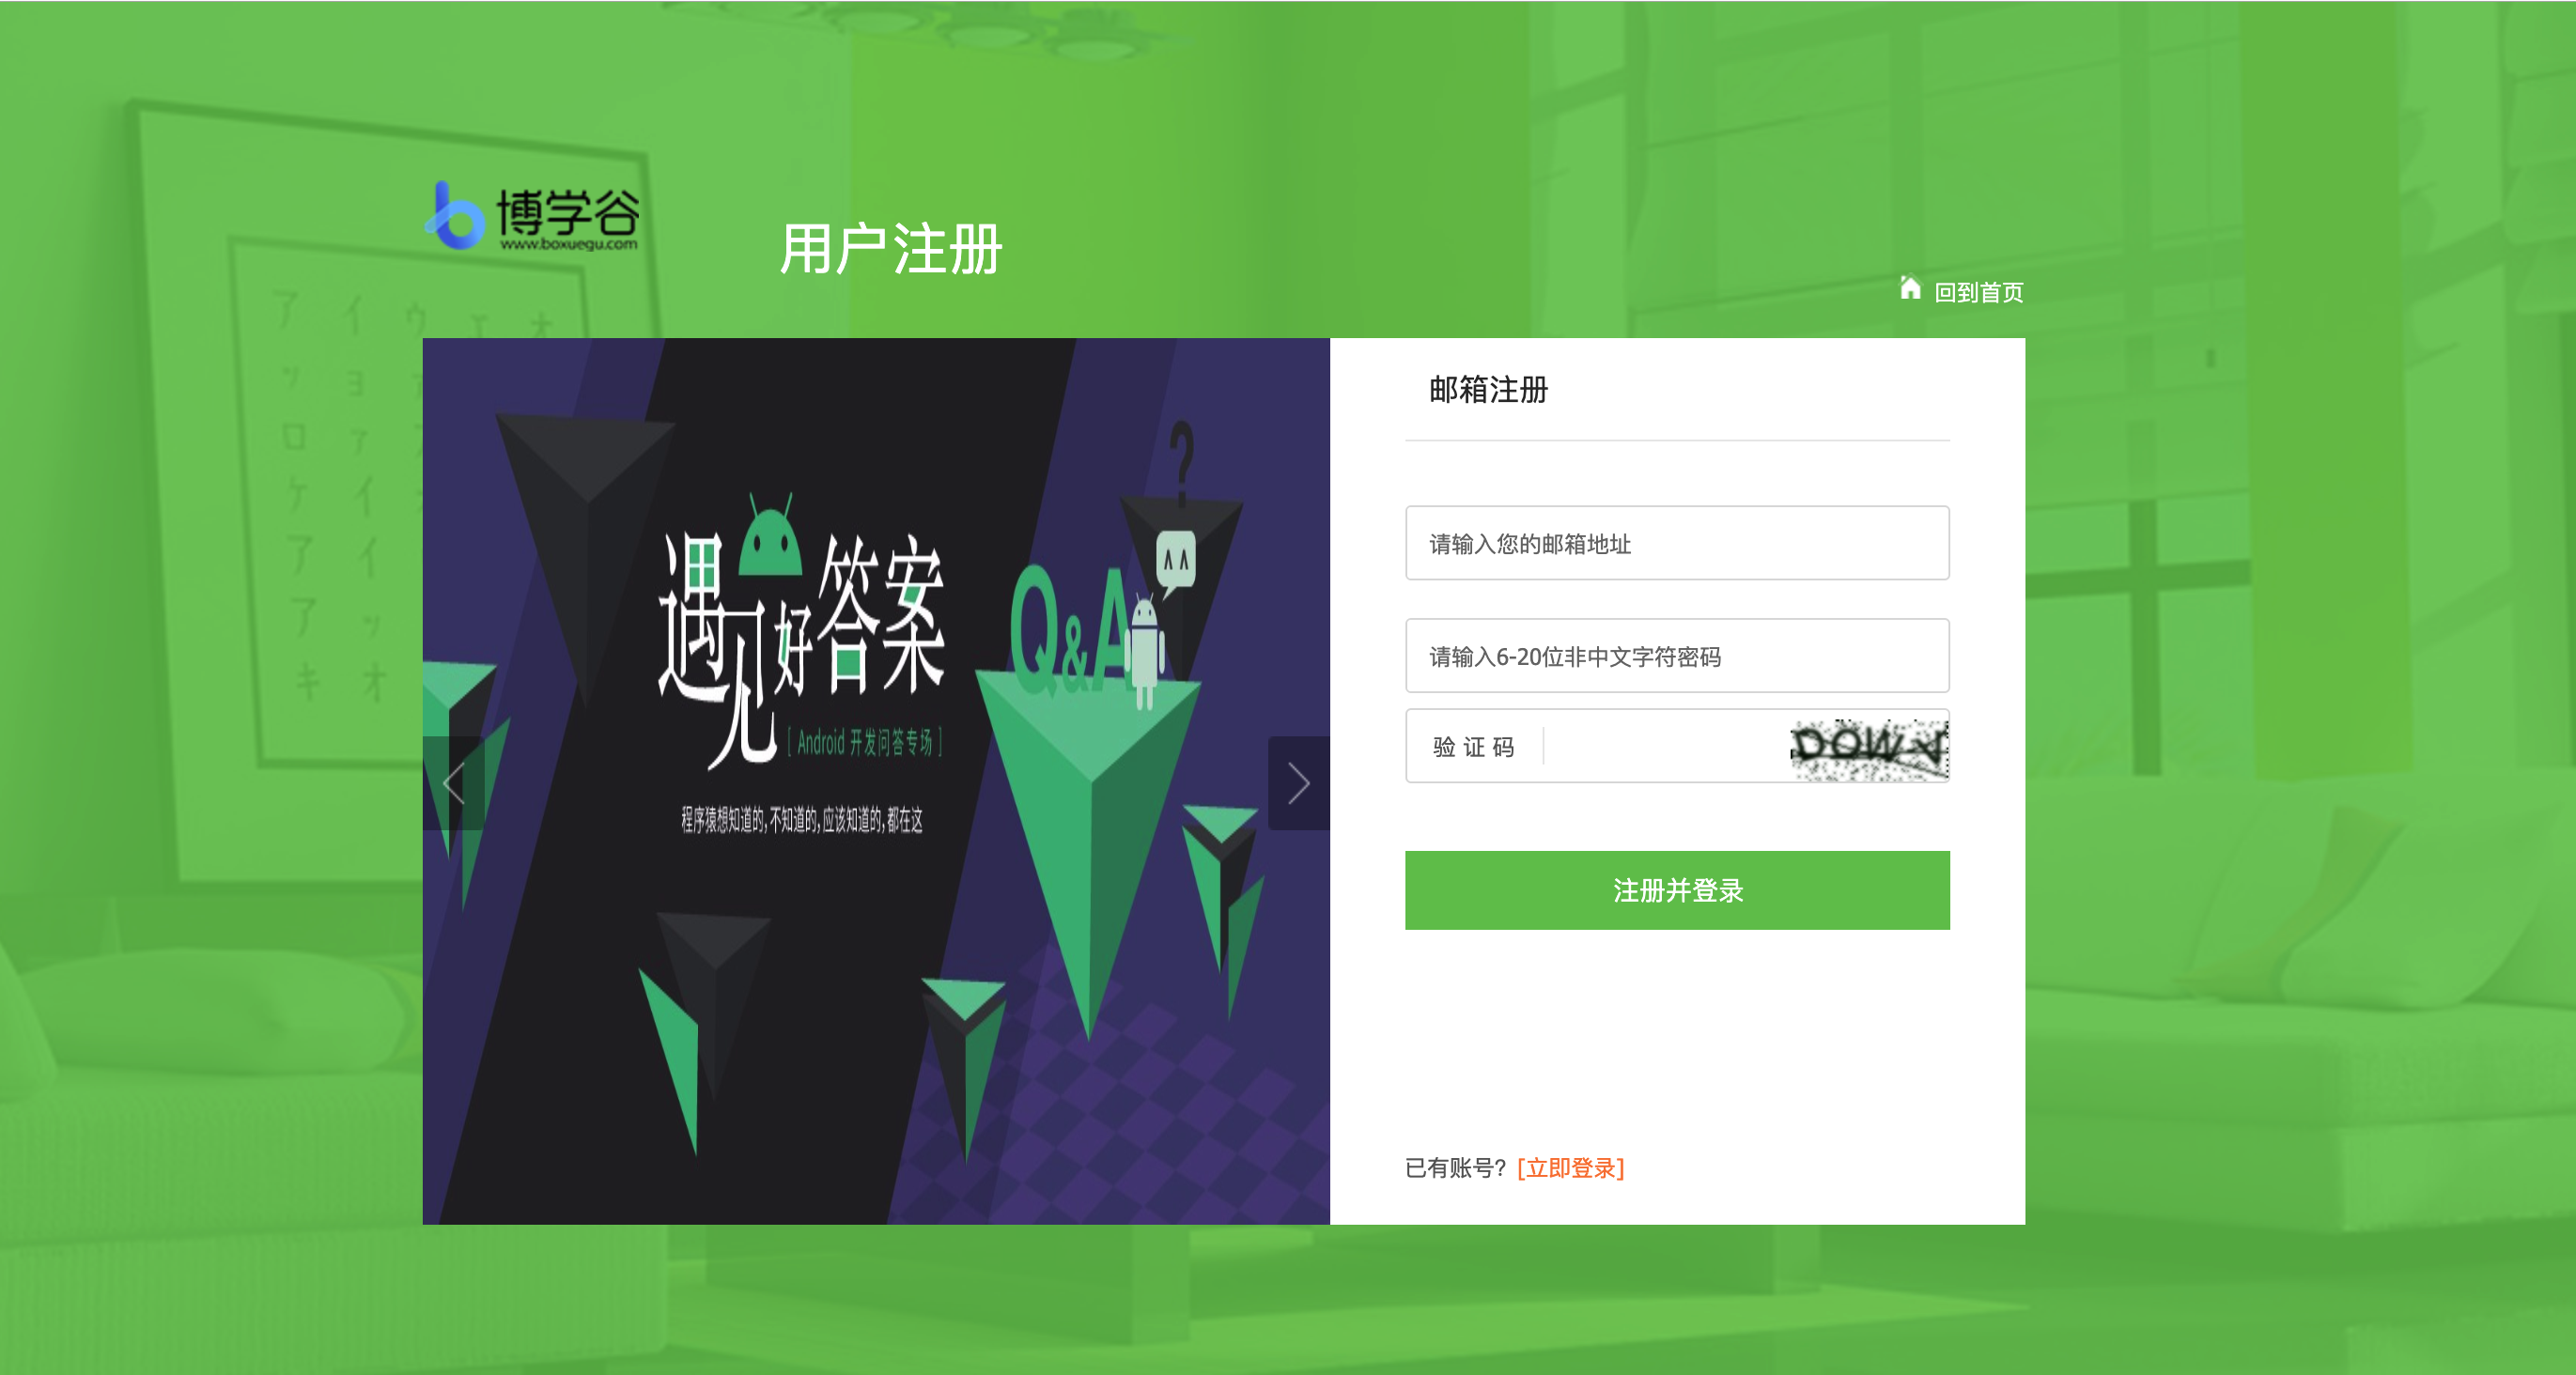 博学谷
www.boxuegu.com
用户注册
回到首页
邮箱注册
请输入您的邮箱地址
请输入6-20位非中文字符密码
验 证 码
注册并登录
已有账号? [立即登录]
?
遇见好答案
Q&A
[ Android 开发问答专场 ]
程序猿想知道的,不知道的,应该知道的,都在这